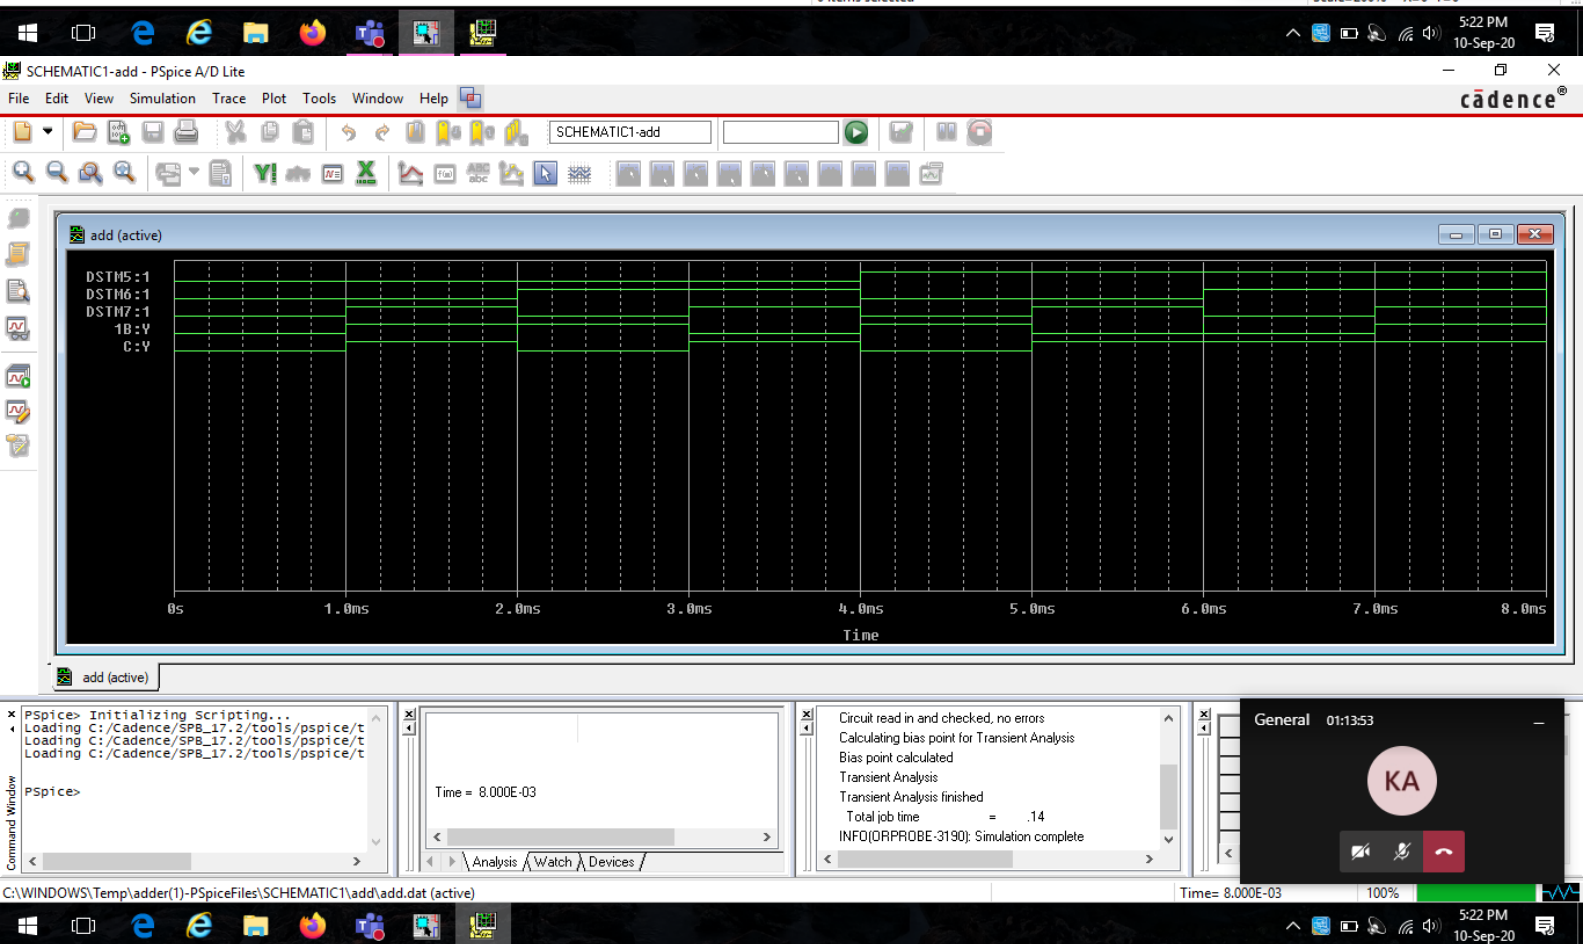 5:22 PM
10-Sep-20
SCHEMATIC1-add - PSpice A/D Lite
File Edit View Simulation Trace Plot Tools Window Help
cādence®
SCHEMATIC1-add
add (active)
DSTM5:1
DSTM6:1
DSTM7:1
1B:Y
C:Y
0s 1.0ms 2.0ms 3.0ms 4.0ms 5.0ms 6.0ms 7.0ms 8.0ms
Time
add (active)
Command Window
PSpice> Initializing Scripting...
Loading C:/Cadence/SPB_17.2/tools/pspice/t
Loading C:/Cadence/SPB_17.2/tools/pspice/t
Loading C:/Cadence/SPB_17.2/tools/pspice/t
PSpice>
Time = 8.000E-03
Analysis Watch Devices
Circuit read in and checked, no errors
Calculating bias point for Transient Analysis
Bias point calculated
Transient Analysis
Transient Analysis finished
Total job time = .14
INFO(ORPROBE-3190): Simulation complete
General 01:13:53
KA
C:\WINDOWS\Temp\adder(1)-PSpiceFiles\SCHEMATIC1\add\add.dat (active)
Time= 8.000E-03 100%
5:22 PM
10-Sep-20